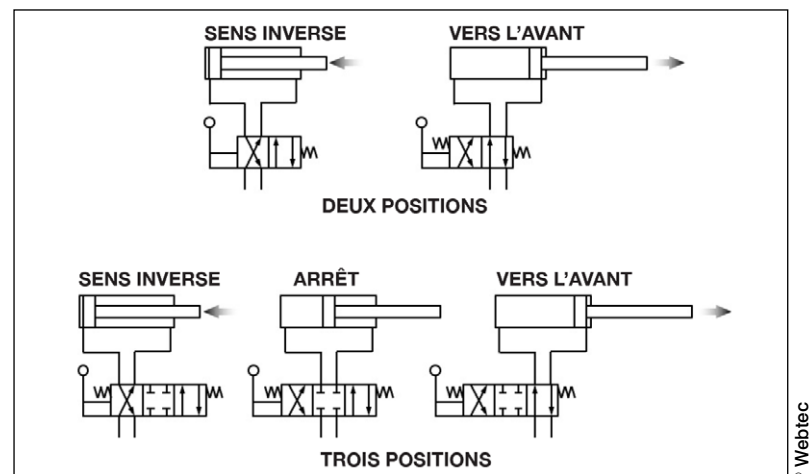 SENS INVERSE
VERS L'AVANT
DEUX POSITIONS
SENS INVERSE
ARRÊT
VERS L'AVANT
TROIS POSITIONS
© Webtec